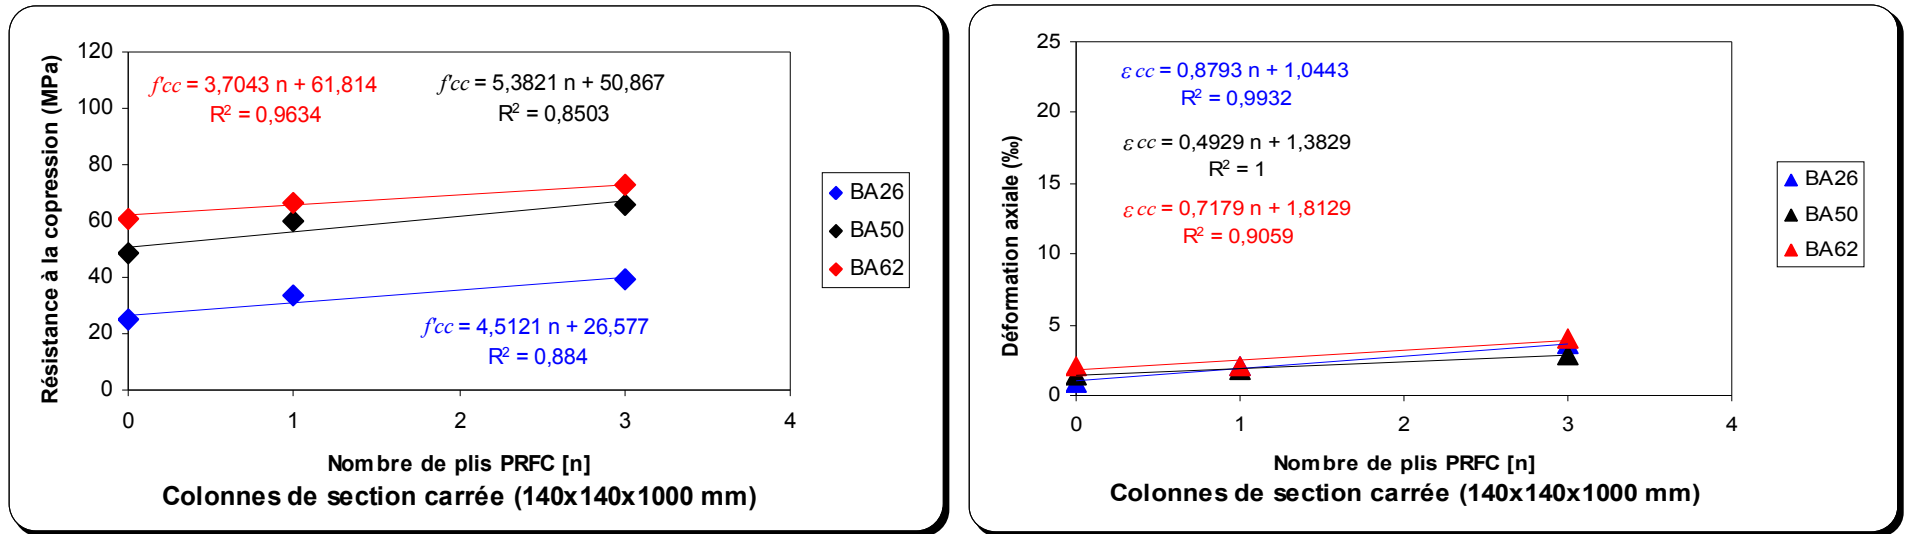 Résistance à la copression (MPa)
120
100
80
60
40
20
0
f'cc = 3,7043 n + 61,814
R² = 0,9634
f'cc = 5,3821 n + 50,867
R² = 0,8503
f'cc = 4,5121 n + 26,577
R² = 0,884
0 1 2 3 4
Nombre de plis PRFC [n]
Colonnes de section carrée (140x140x1000 mm)
BA26
BA50
BA62
Déformation axiale (‰)
25
20
15
10
5
0
ε cc = 0,8793 n + 1,0443
R² = 0,9932
ε cc = 0,4929 n + 1,3829
R² = 1
ε cc = 0,7179 n + 1,8129
R² = 0,9059
0 1 2 3 4
Nombre de plis PRFC [n]
Colonnes de section carrée (140x140x1000 mm)
BA26
BA50
BA62